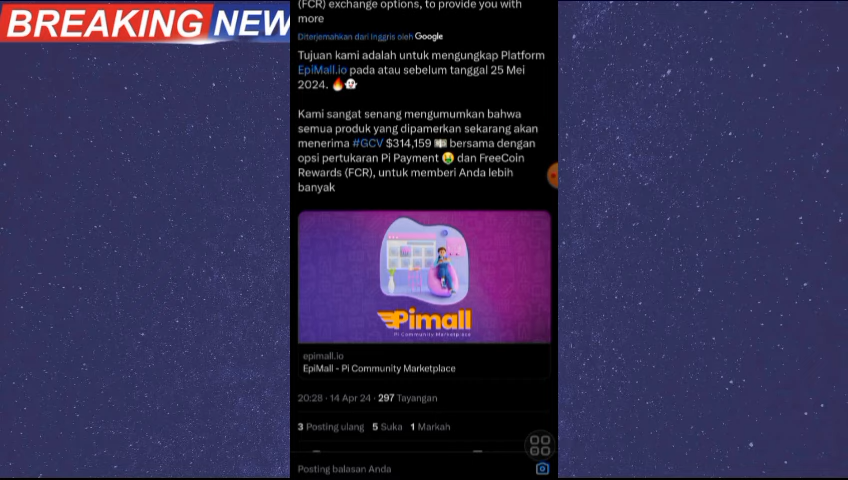 BREAKING NEW
(FCR) exchange options, to provide you with
more
Diterjemahkan dari Inggris oleh Google
Tujuan kami adalah untuk mengungkap Platform
EpiMall.io pada atau sebelum tanggal 25 Mei
2024. 🔥👻
Kami sangat senang mengumumkan bahwa
semua produk yang dipamerkan sekarang akan
menerima #GCV $314,159 💵 bersama dengan
opsi pertukaran Pi Payment 🤑 dan FreeCoin
Rewards (FCR), untuk memberi Anda lebih
banyak
Pimall
Pi Community Marketplace
epimall.io
EpiMall - Pi Community Marketplace
20:28 · 14 Apr 24 · 297 Tayangan
3 Posting ulang 5 Suka 1 Markah
Posting balasan Anda